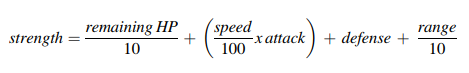 strength = remaining HP / 10 + ( speed / 100 x attack ) + defense + range / 10